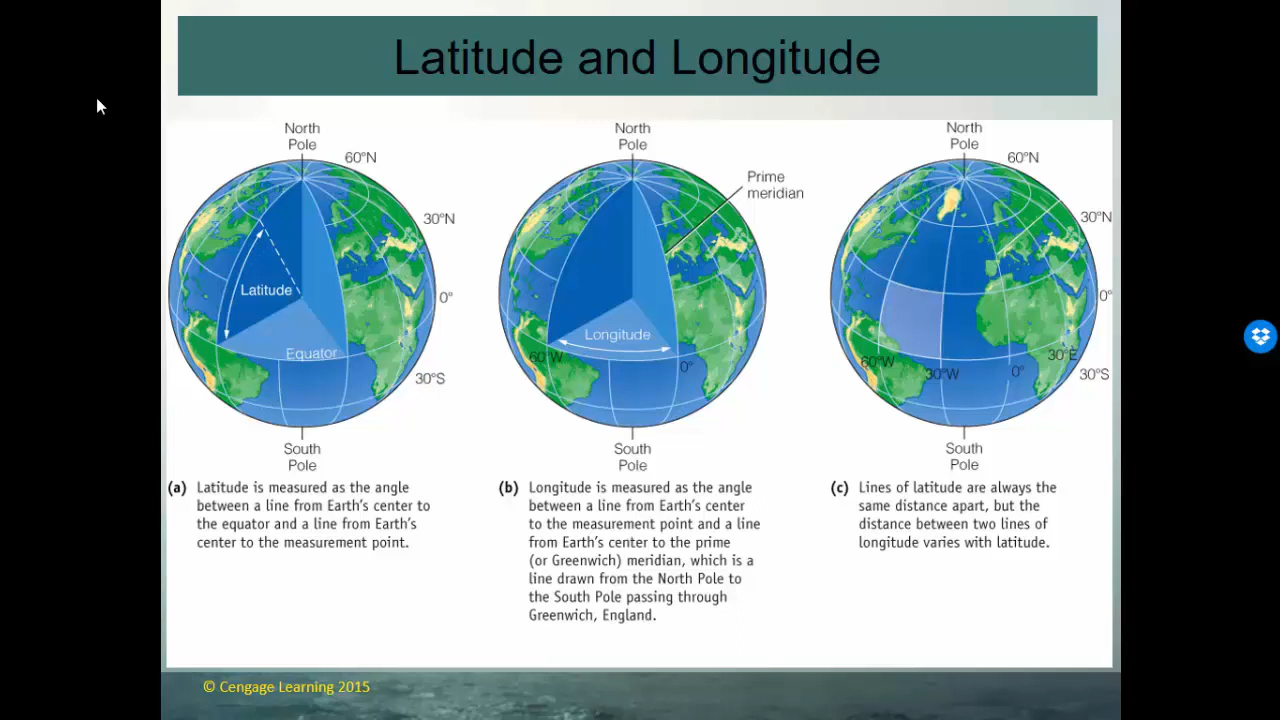 Latitude and Longitude
North
Pole
60°N
30°N
0°
30°S
Latitude
Equator
South
Pole
(a) Latitude is measured as the angle
between a line from Earth's center to
the equator and a line from Earth's
center to the measurement point.
North
Pole
Prime
meridian
Longitude
60°W
0°
South
Pole
(b) Longitude is measured as the angle
between a line from Earth's center
to the measurement point and a line
from Earth's center to the prime
(or Greenwich) meridian, which is a
line drawn from the North Pole to
the South Pole passing through
Greenwich, England.
North
Pole
60°N
30°N
0°
30°S
60°W
30°W
0°
30°E
South
Pole
(c) Lines of latitude are always the
same distance apart, but the
distance between two lines of
longitude varies with latitude.
© Cengage Learning 2015